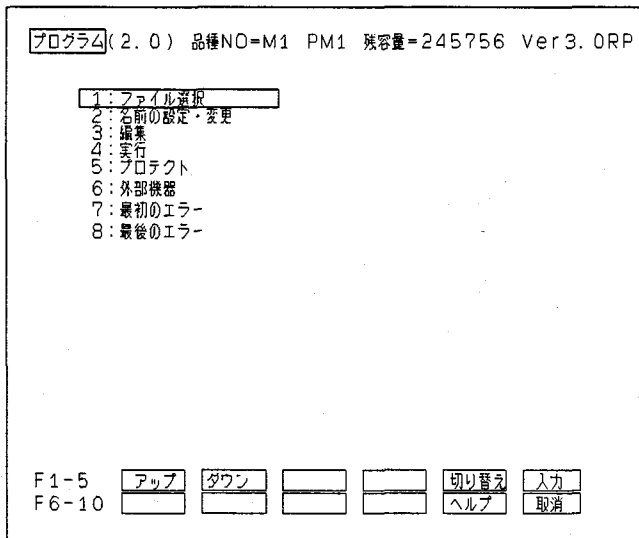 プログラム(2.0) 品種NO=M1 PM1 残容量=245756 Ver3.0RP
1:ファイル選択
2:名前の設定・変更
3:編集
4:実行
5:プロテクト
6:外部機器
7:最初のエラー
8:最後のエラー
F1-5 アップ ダウン 切り替え 入力
F6-10 ヘルプ 取消